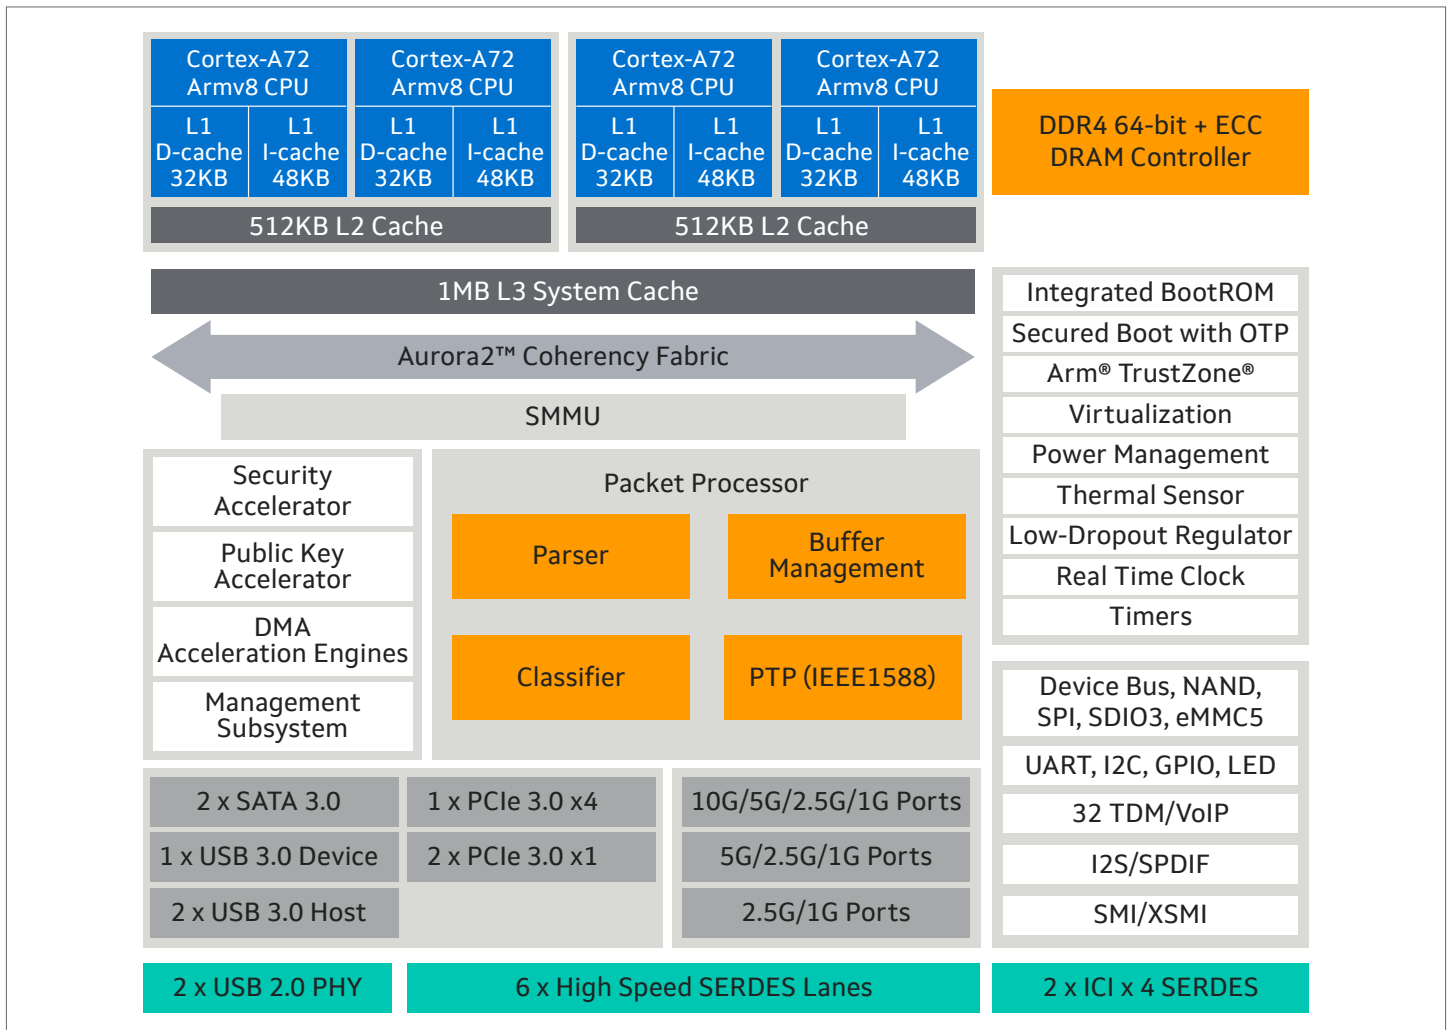 Cortex-A72
Armv8 CPU
L1
D-cache
32KB
L1
I-cache
48KB
Cortex-A72
Armv8 CPU
L1
D-cache
32KB
L1
I-cache
48KB
512KB L2 Cache
Cortex-A72
Armv8 CPU
L1
D-cache
32KB
L1
I-cache
48KB
Cortex-A72
Armv8 CPU
L1
D-cache
32KB
L1
I-cache
48KB
512KB L2 Cache
DDR4 64-bit + ECC
DRAM Controller
1MB L3 System Cache
Aurora2™ Coherency Fabric
SMMU
Security
Accelerator
Public Key
Accelerator
DMA
Acceleration Engines
Management
Subsystem
Packet Processor
Parser
Buffer
Management
Classifier
PTP (IEEE1588)
Integrated BootROM
Secured Boot with OTP
Arm® TrustZone®
Virtualization
Power Management
Thermal Sensor
Low-Dropout Regulator
Real Time Clock
Timers
2 x SATA 3.0
1 x USB 3.0 Device
2 x USB 3.0 Host
1 x PCIe 3.0 x4
2 x PCIe 3.0 x1
10G/5G/2.5G/1G Ports
5G/2.5G/1G Ports
2.5G/1G Ports
Device Bus, NAND,
SPI, SDIO3, eMMC5
UART, I2C, GPIO, LED
32 TDM/VoIP
I2S/SPDIF
SMI/XSMI
2 x USB 2.0 PHY
6 x High Speed SERDES Lanes
2 x ICI x 4 SERDES